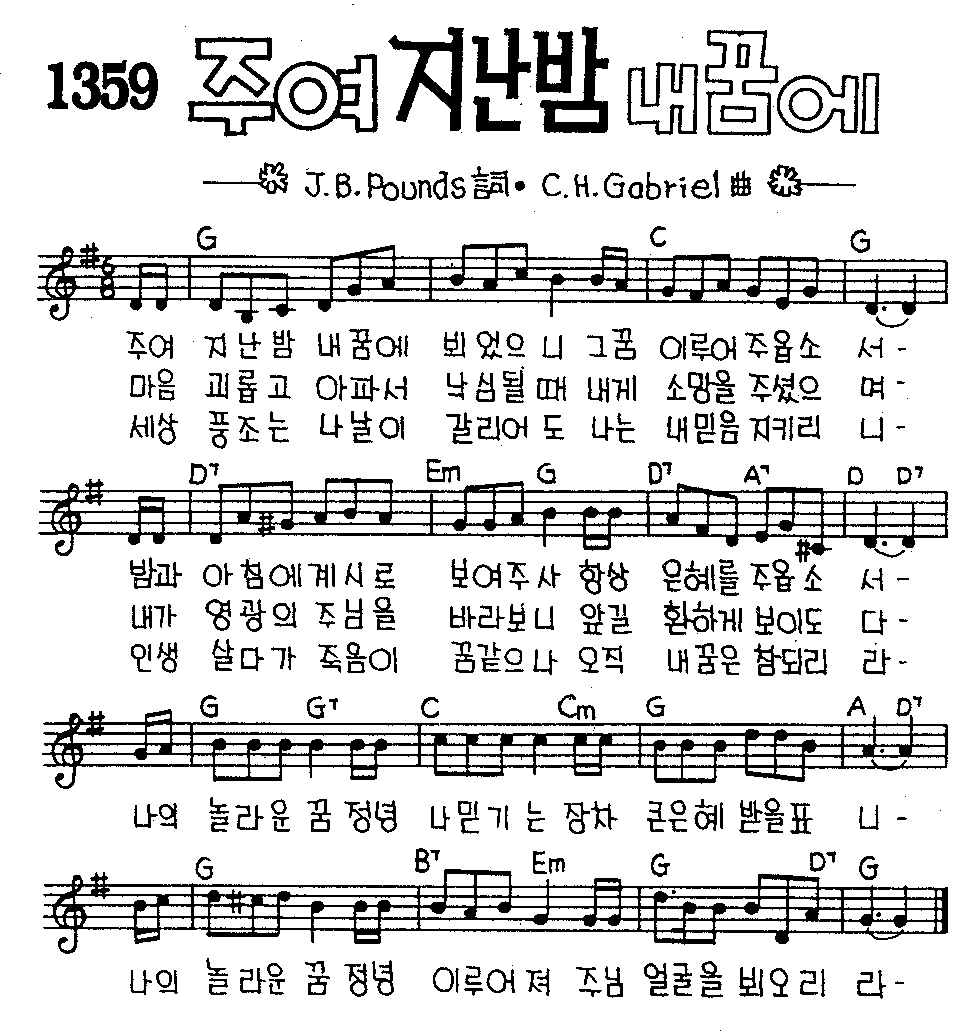 1359 주여 지난밤 내꿈에
J.B.Pounds 詞 • C.H.Gabriel 曲
G C G
주여 지난밤 내꿈에 뵈었으니 그꿈 이루어 주옵소 서-
마음 괴롭고 아파서 낙심될때 내게 소망을 주셨으 며-
세상 풍조는 나날이 갈리어도 나는 내믿음 지키리 니-
D7 Em G D7 A7 D D7
밤과 아침에계시로 보여주사 항상 은혜를 주옵소 서-
내가 영광의 주님을 바라보니 앞길 환하게 보이도 다-
인생 살다가 죽음이 꿈같으나 오직 내꿈은 참되리 라-
G G7 C Cm G A D7
나의 놀라운 꿈 정녕 나믿기는 장차 큰은혜 받을표 니-
G B7 Em G D7 G
나의 놀라운 꿈 정녕 이루어져 주님 얼굴을 뵈오리 라-